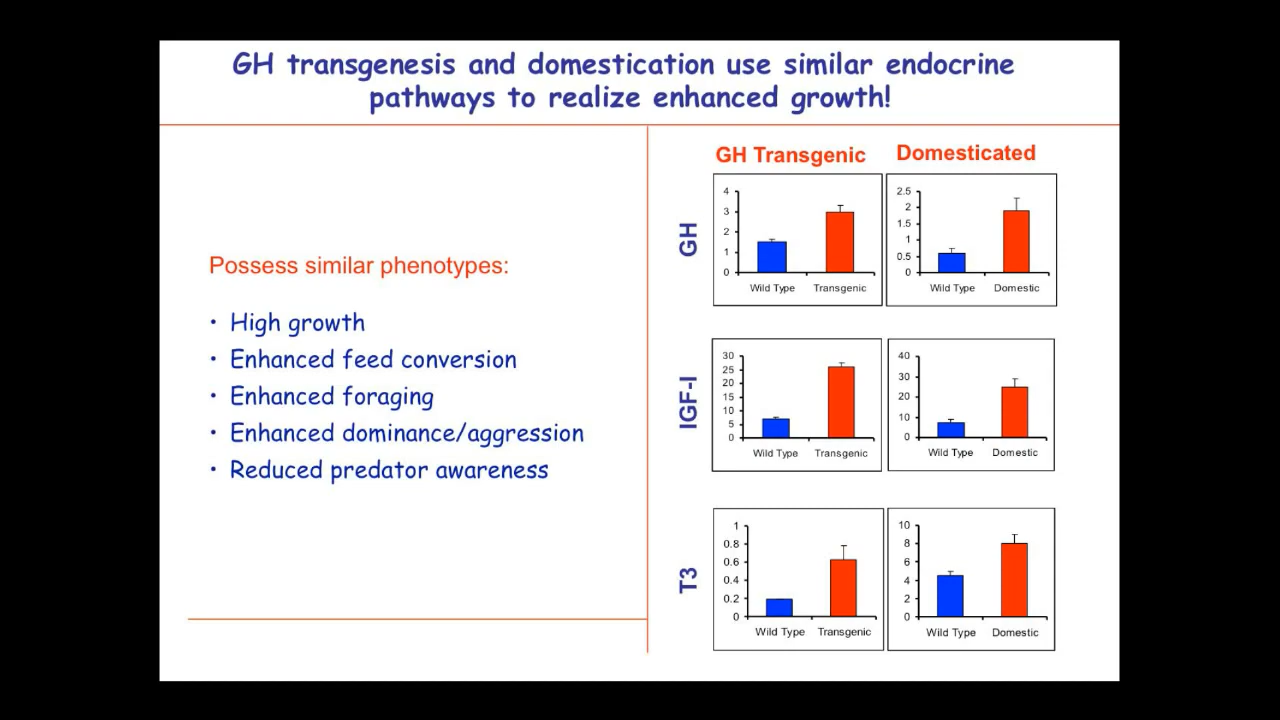 GH transgenesis and domestication use similar endocrine
pathways to realize enhanced growth!
Possess similar phenotypes:
• High growth
• Enhanced feed conversion
• Enhanced foraging
• Enhanced dominance/aggression
• Reduced predator awareness
GH Transgenic
Domesticated
GH
4
3
2
1
0
Wild Type
Transgenic
2.5
2
1.5
1
0.5
0
Wild Type
Domestic
IGF-I
30
25
20
15
10
5
0
Wild Type
Transgenic
40
30
20
10
0
Wild Type
Domestic
T3
1
0.8
0.6
0.4
0.2
0
Wild Type
Transgenic
10
8
6
4
2
0
Wild Type
Domestic